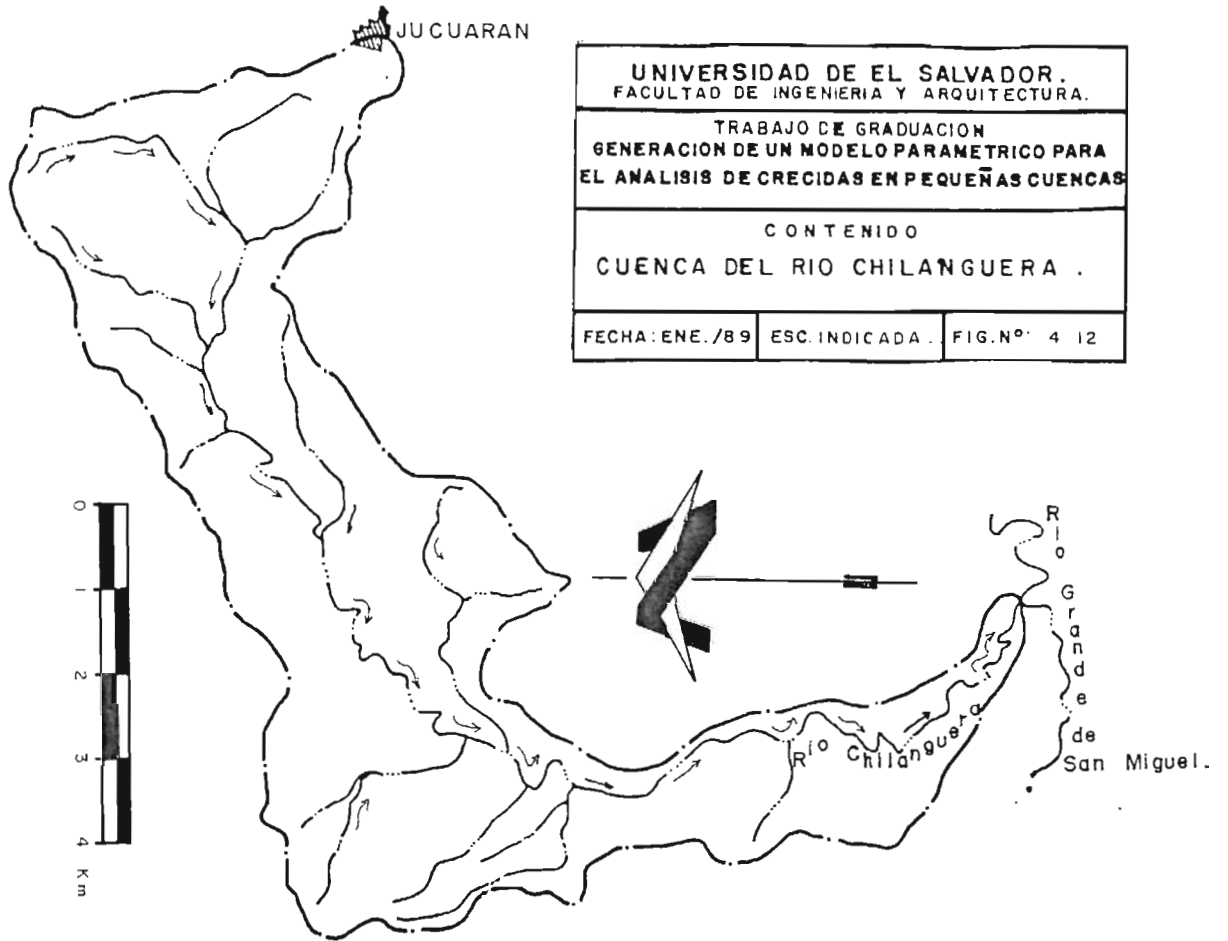 JUCUARAN
UNIVERSIDAD DE EL SALVADOR.
FACULTAD DE INGENIERIA Y ARQUITECTURA.
TRABAJO DE GRADUACION
GENERACION DE UN MODELO PARAMETRICO PARA
EL ANALISIS DE CRECIDAS EN PEQUEÑAS CUENCAS
CONTENIDO
CUENCA DEL RIO CHILANGUERA .
FECHA: ENE./89 ESC. INDICADA. FIG. Nº 4 12
0
1
2
3
4
Km
Río Grande de
San Miguel.
Río Chilanguera